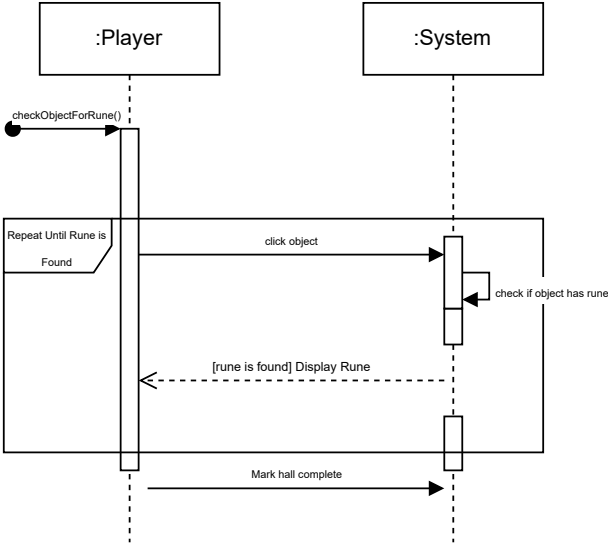 :Player
:System
checkObjectForRune()
Repeat Until Rune is
Found
click object
check if object has rune
[rune is found] Display Rune
Mark hall complete